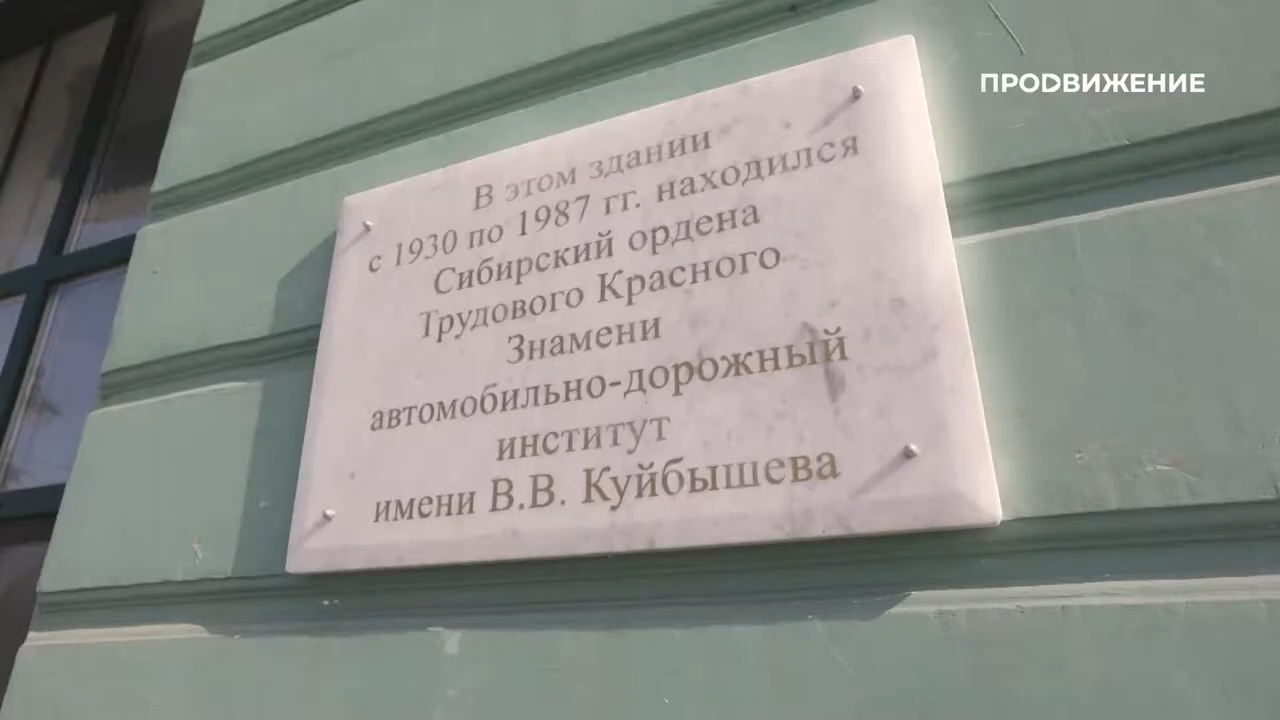 ПРОДВИЖЕНИЕ
В этом здании
с 1930 по 1987 гг. находился
Сибирский ордена
Трудового Красного
Знамени
автомобильно-дорожный
институт
имени В.В. Куйбышева